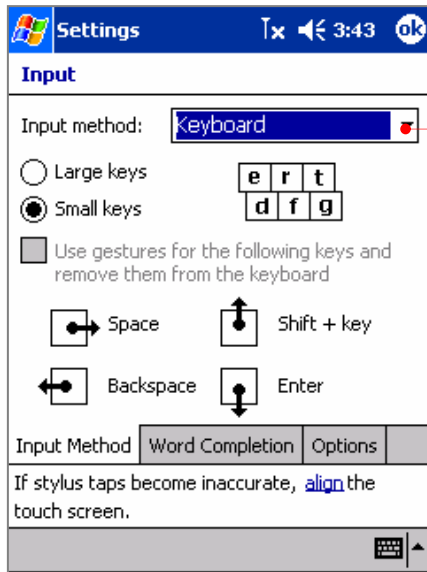 Settings 3:43 ok
Input
Input method: Keyboard
Large keys
e r t
Small keys
d f g
Use gestures for the following keys and
remove them from the keyboard
Space Shift + key
Backspace Enter
Input Method Word Completion Options
If stylus taps become inaccurate, align the
touch screen.